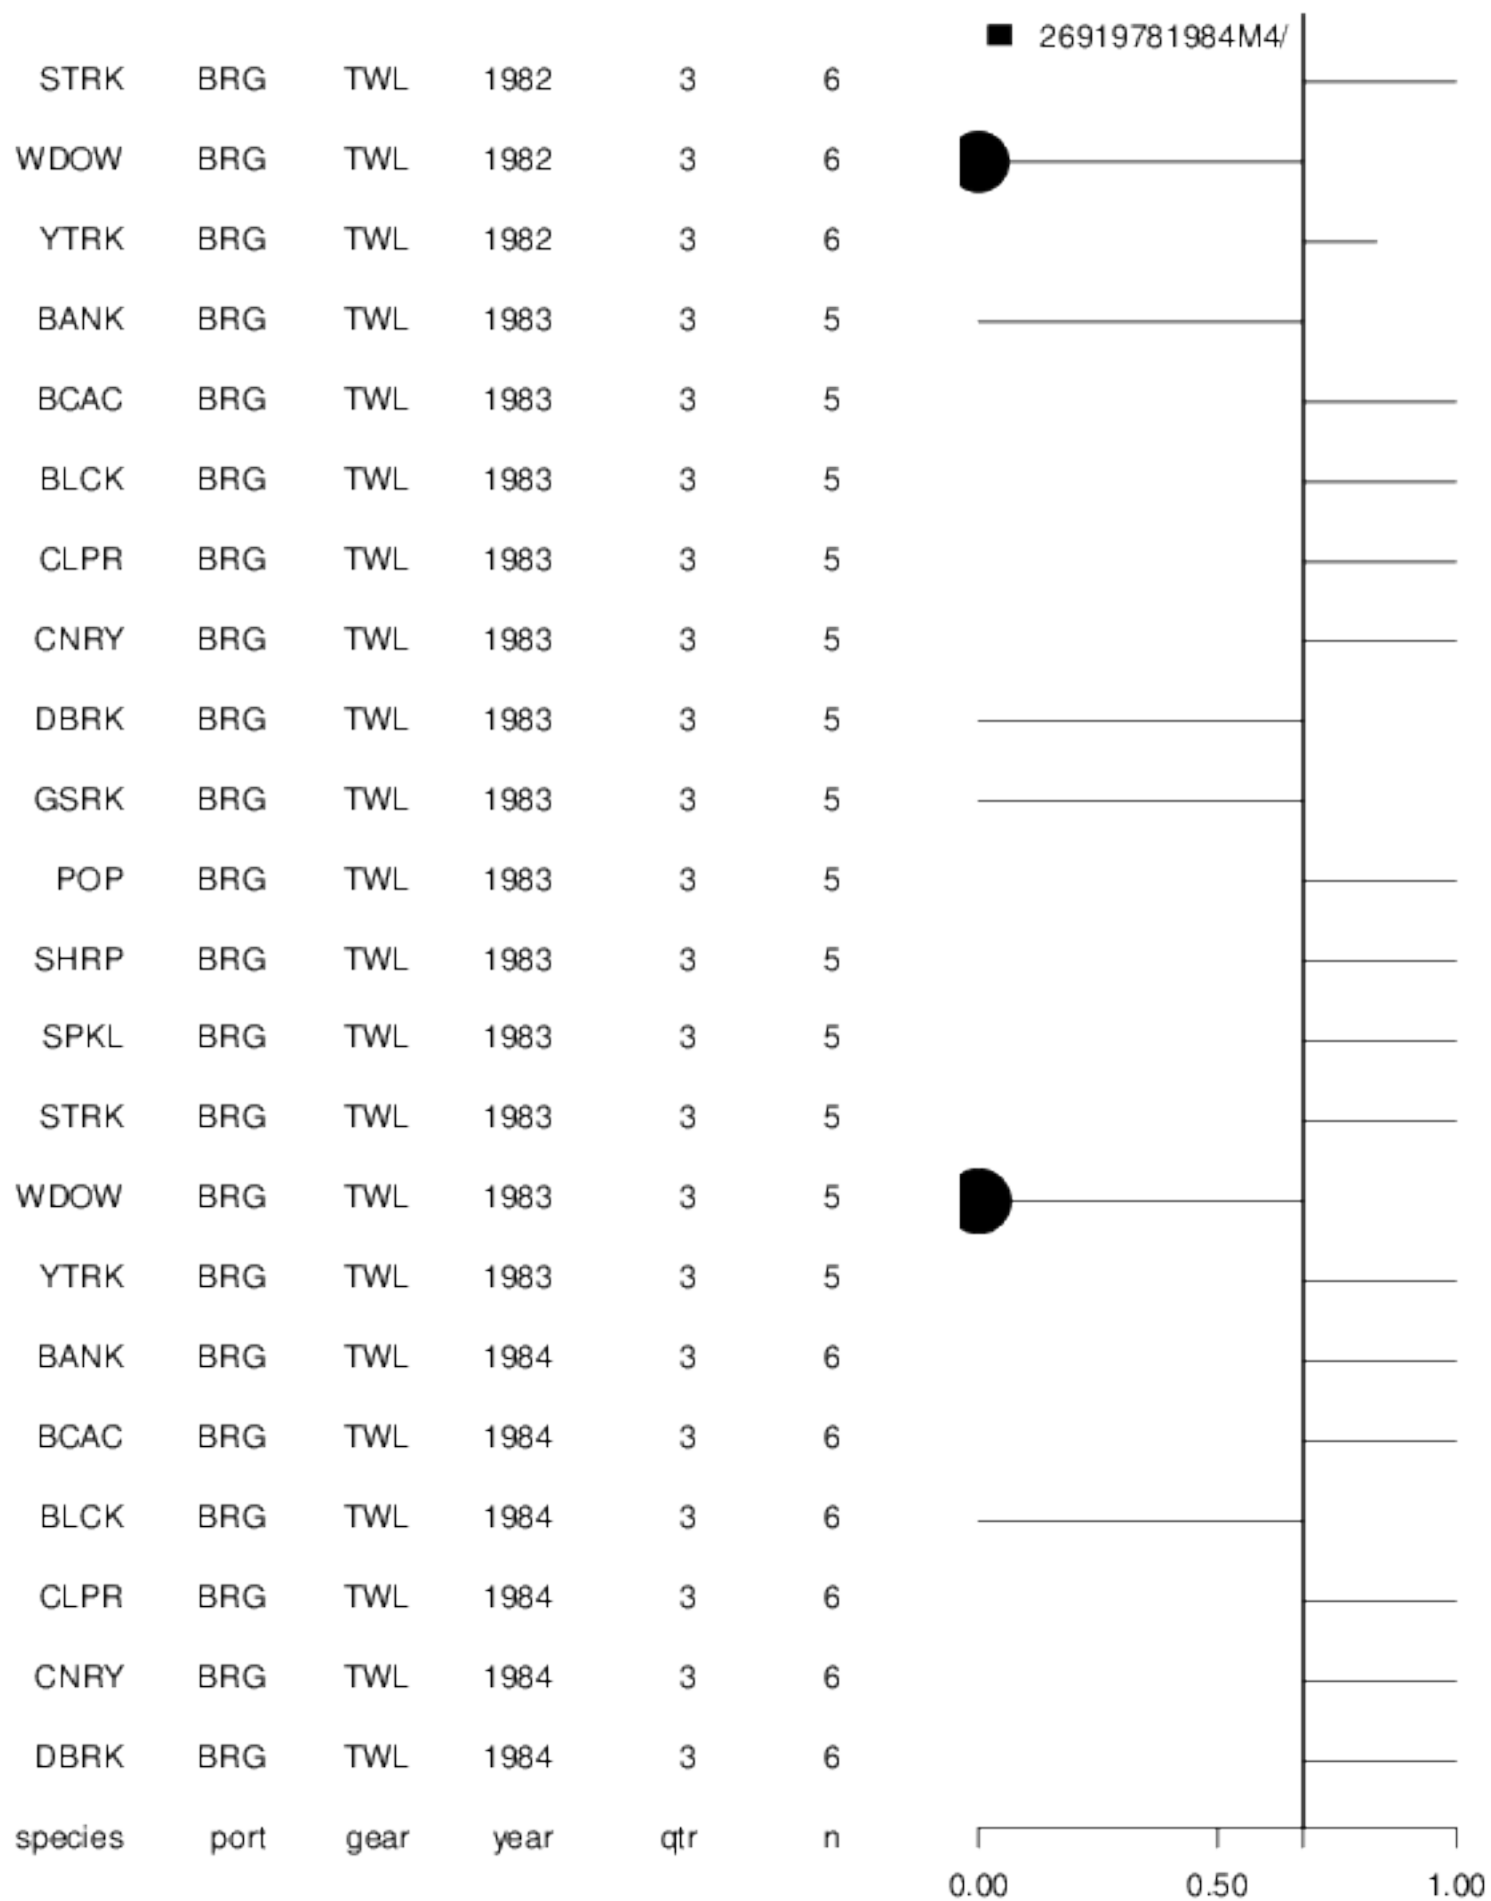 26919781984M4/
STRK BRG TWL 1982 3 6
WDOW BRG TWL 1982 3 6
YTRK BRG TWL 1982 3 6
BANK BRG TWL 1983 3 5
BCAC BRG TWL 1983 3 5
BLCK BRG TWL 1983 3 5
CLPR BRG TWL 1983 3 5
CNRY BRG TWL 1983 3 5
DBRK BRG TWL 1983 3 5
GSRK BRG TWL 1983 3 5
POP BRG TWL 1983 3 5
SHRP BRG TWL 1983 3 5
SPKL BRG TWL 1983 3 5
STRK BRG TWL 1983 3 5
WDOW BRG TWL 1983 3 5
YTRK BRG TWL 1983 3 5
BANK BRG TWL 1984 3 6
BCAC BRG TWL 1984 3 6
BLCK BRG TWL 1984 3 6
CLPR BRG TWL 1984 3 6
CNRY BRG TWL 1984 3 6
DBRK BRG TWL 1984 3 6
species port gear year qtr n
0.00 0.50 1.00